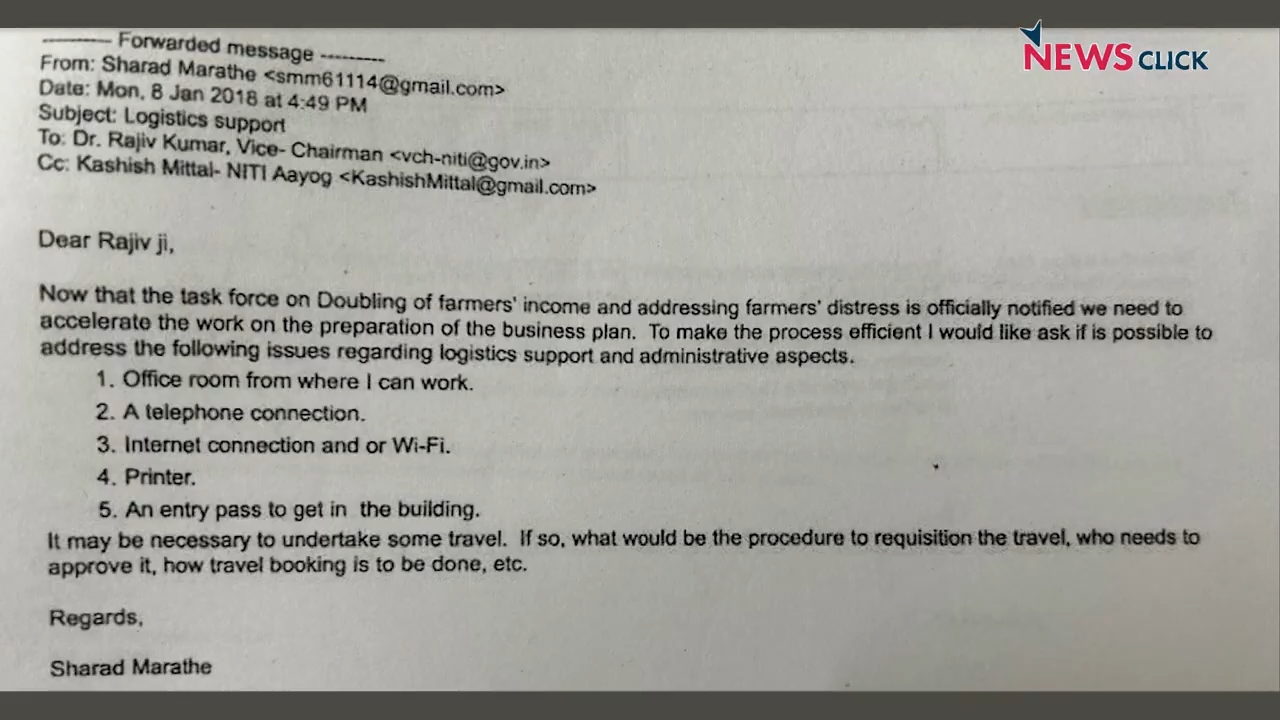 NEWSCLICK
---------- Forwarded message ----------
From: Sharad Marathe <smm61114@gmail.com>
Date: Mon, 8 Jan 2018 at 4:49 PM
Subject: Logistics support
To: Dr. Rajiv Kumar, Vice- Chairman <vch-niti@gov.in>
Cc: Kashish Mittal- NITI Aayog <KashishMittal@gmail.com>
Dear Rajiv ji,
Now that the task force on Doubling of farmers' income and addressing farmers' distress is officially notified we need to
accelerate the work on the preparation of the business plan. To make the process efficient I would like ask if is possible to
address the following issues regarding logistics support and administrative aspects.
1. Office room from where I can work.
2. A telephone connection.
3. Internet connection and or Wi-Fi.
4. Printer.
5. An entry pass to get in the building.
It may be necessary to undertake some travel. If so, what would be the procedure to requisition the travel, who needs to
approve it, how travel booking is to be done, etc.
Regards,
Sharad Marathe